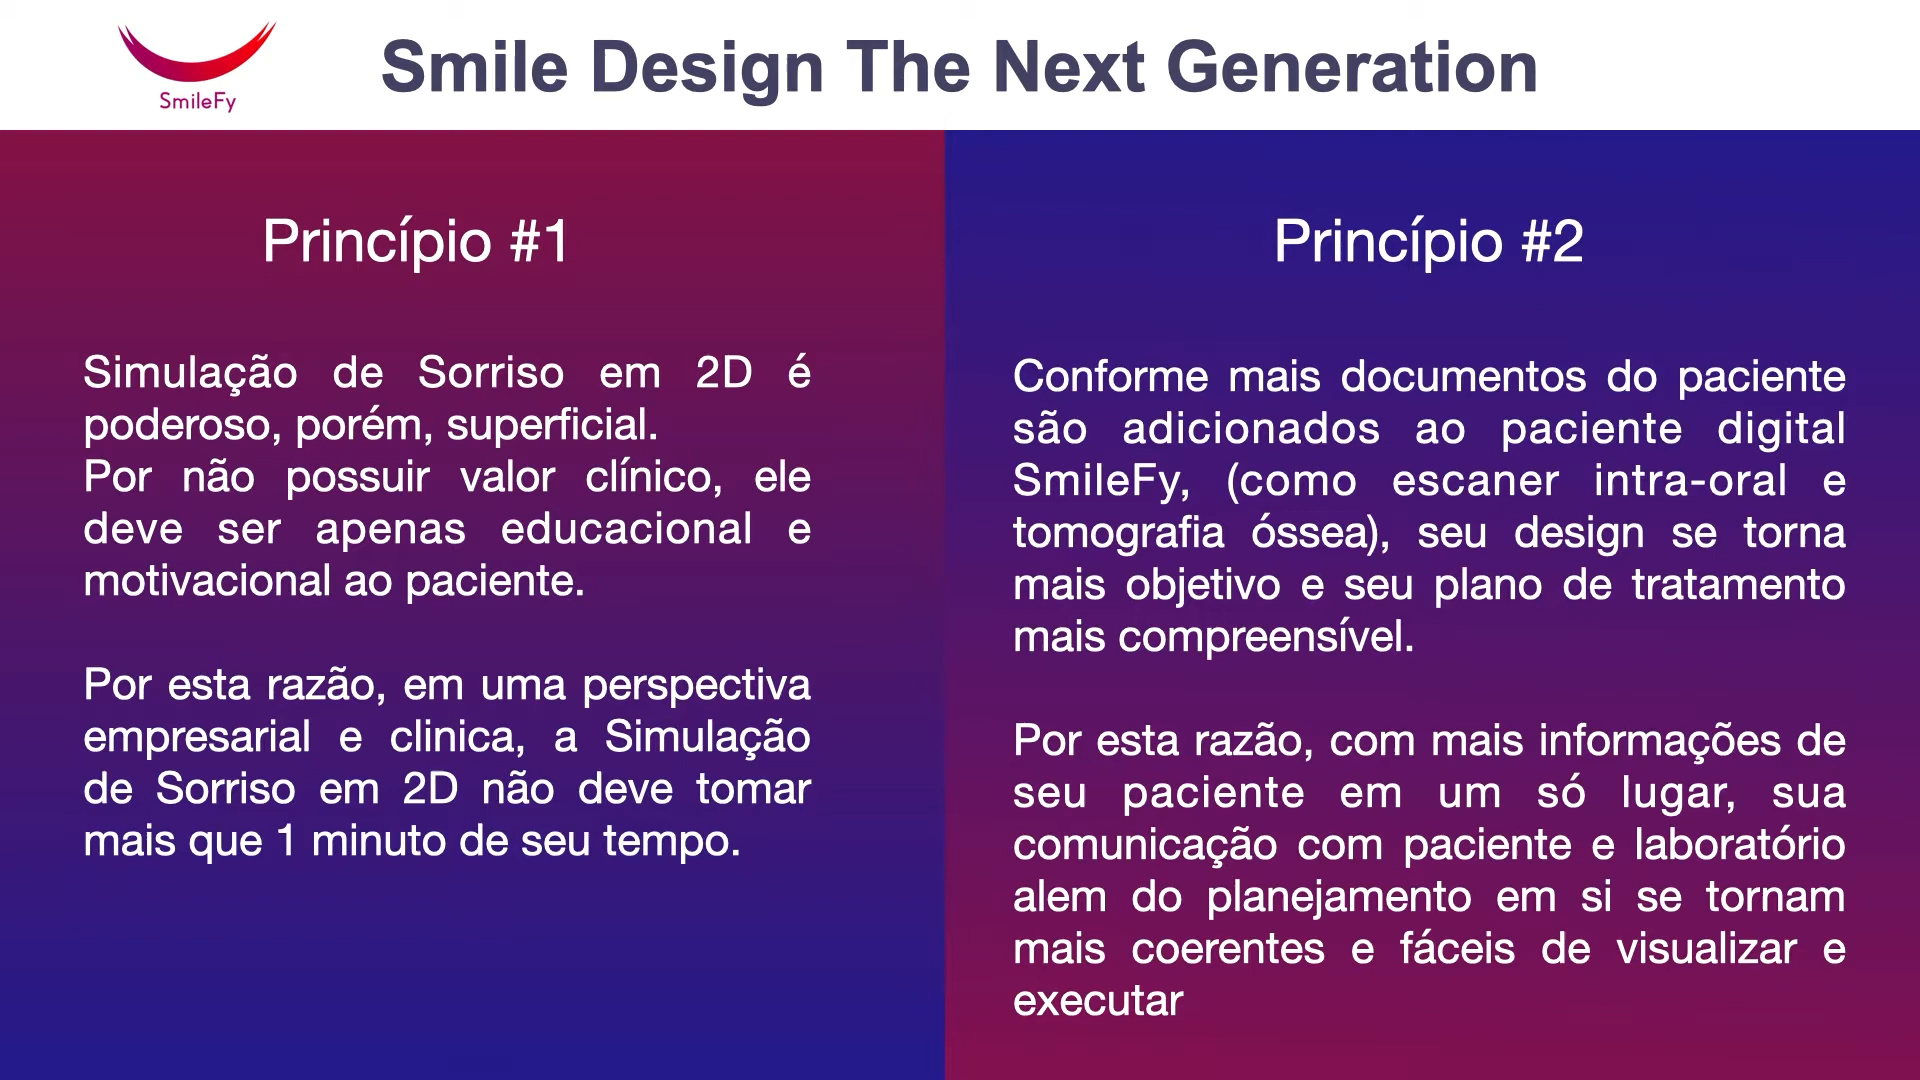 SmileFy
Smile Design The Next Generation
Princípio #1
Simulação de Sorriso em 2D é
poderoso, porém, superficial.
Por não possuir valor clínico, ele
deve ser apenas educacional e
motivacional ao paciente.
Por esta razão, em uma perspectiva
empresarial e clinica, a Simulação
de Sorriso em 2D não deve tomar
mais que 1 minuto de seu tempo.
Princípio #2
Conforme mais documentos do paciente
são adicionados ao paciente digital
SmileFy, (como escaner intra-oral e
tomografia óssea), seu design se torna
mais objetivo e seu plano de tratamento
mais compreensível.
Por esta razão, com mais informações de
seu paciente em um só lugar, sua
comunicação com paciente e laboratório
alem do planejamento em si se tornam
mais coerentes e fáceis de visualizar e
executar